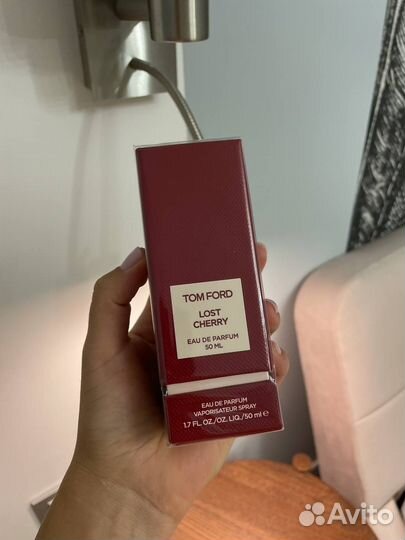 TOM FORD
LOST
CHERRY
EAU DE PARFUM
50 ML
EAU DE PARFUM
VAPORISATEUR SPRAY
1.7 FL. OZ./OZ. LIQ./50 ml ℮
Avito